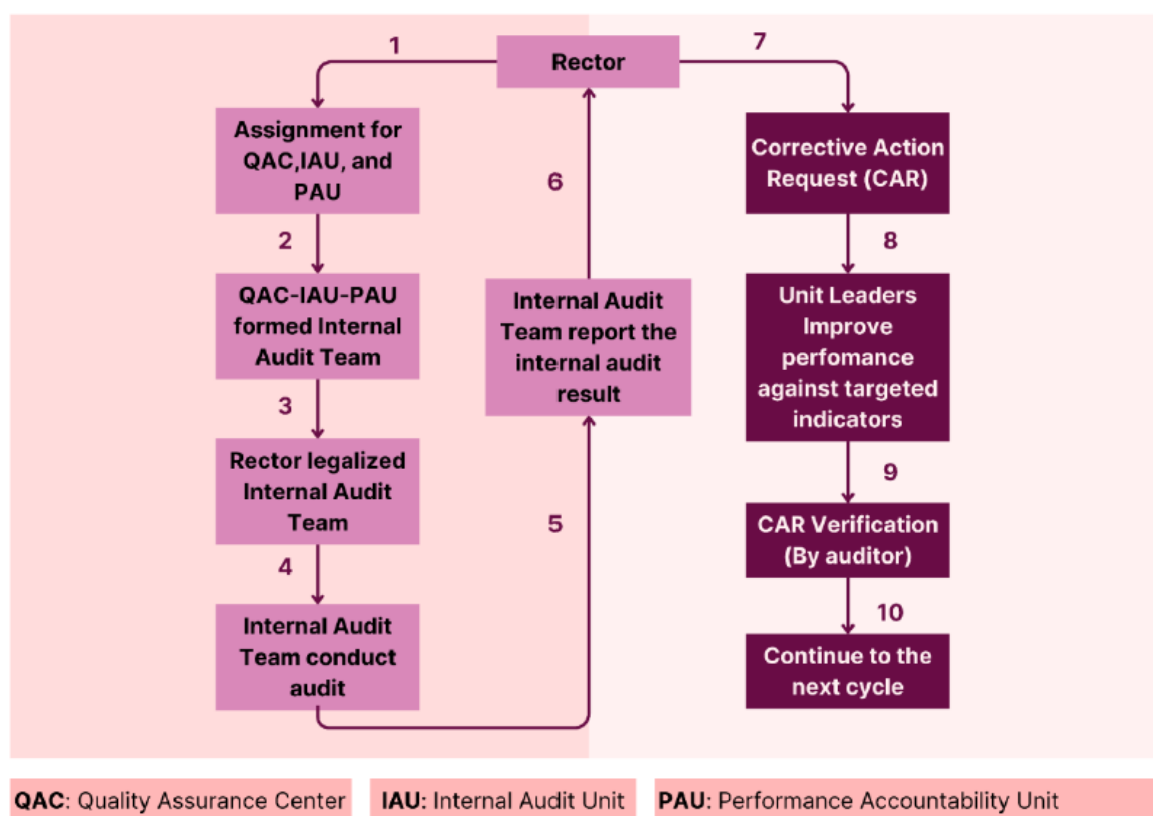 1
Rector
7
Assignment for
QAC,IAU, and
PAU
2
QAC-IAU-PAU
formed Internal
Audit Team
3
Rector legalized
Internal Audit
Team
4
Internal Audit
Team conduct
audit
5
Internal Audit
Team report the
internal audit
result
6
Corrective Action
Request (CAR)
8
Unit Leaders
Improve
perfomance
against targeted
indicators
9
CAR Verification
(By auditor)
10
Continue to the
next cycle
QAC: Quality Assurance Center
IAU: Internal Audit Unit
PAU: Performance Accountability Unit